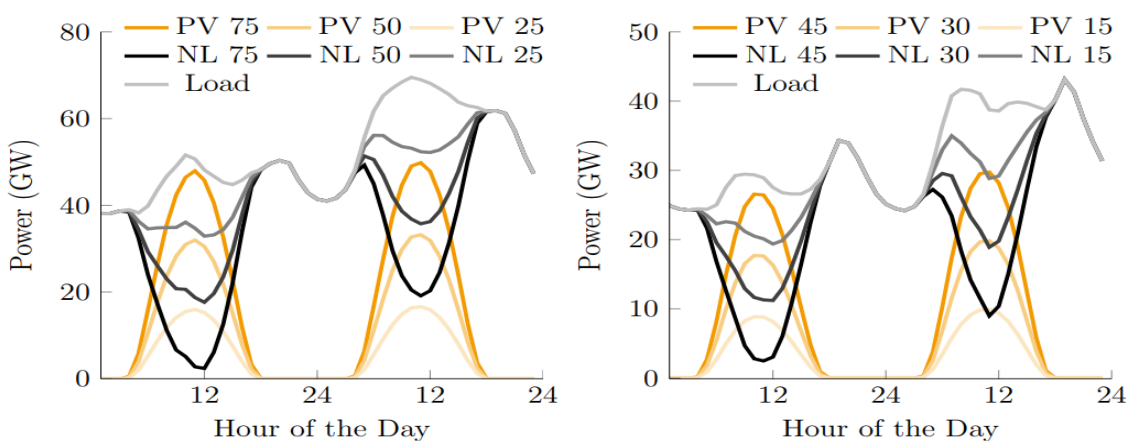 PV 75 PV 50 PV 25
NL 75 NL 50 NL 25
Load
80
60
40
20
0
12 24 12 24
Power (GW)
Hour of the Day
PV 45 PV 30 PV 15
NL 45 NL 30 NL 15
Load
50
40
30
20
10
0
12 24 12 24
Power (GW)
Hour of the Day